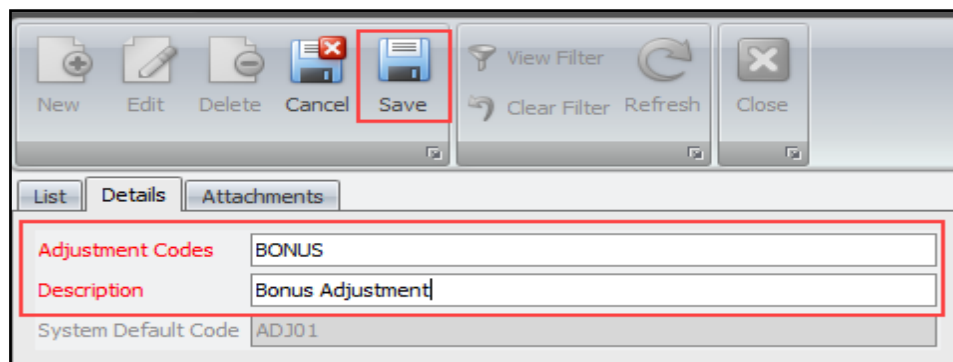 View Filter
New Edit Delete Cancel Save Clear Filter Refresh Close
List Details Attachments
Adjustment Codes BONUS
Description Bonus Adjustment
System Default Code ADJ01